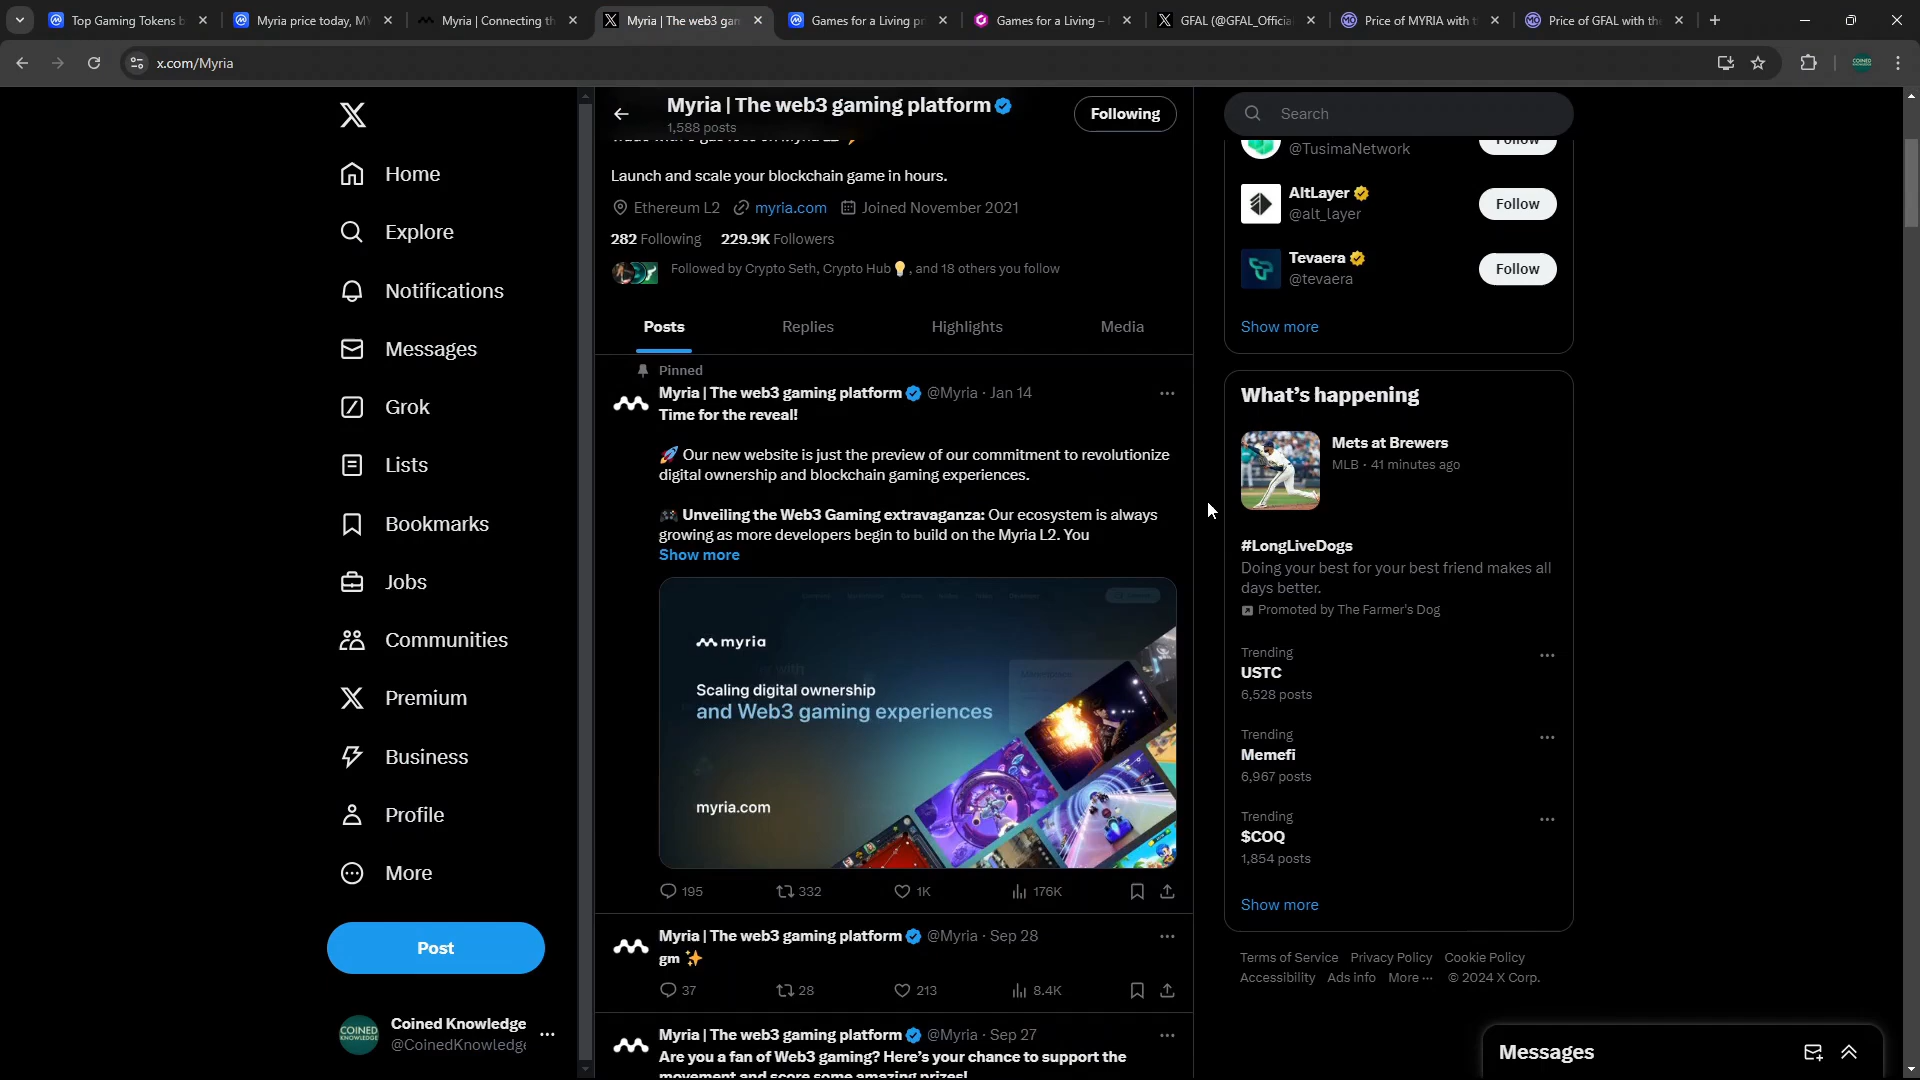 Top Gaming Tokens b
Myria price today, MY
Myria | Connecting th
Myria | The web3 gam
Games for a Living pr
Games for a Living –
GFAL (@GFAL_Officia
Price of MYRIA with t
Price of GFAL with the
x.com/Myria
Myria | The web3 gaming platform
1,588 posts
Following
Launch and scale your blockchain game in hours.
Ethereum L2 myria.com Joined November 2021
282 Following 229.9K Followers
Followed by Crypto Seth, Crypto Hub💡, and 18 others you follow
Posts Replies Highlights Media
Pinned
Myria | The web3 gaming platform @Myria · Jan 14
Time for the reveal!
🚀 Our new website is just the preview of our commitment to revolutionize
digital ownership and blockchain gaming experiences.
🎮 Unveiling the Web3 Gaming extravaganza: Our ecosystem is always
growing as more developers begin to build on the Myria L2. You
Show more
myria
Scaling digital ownership
and Web3 gaming experiences
myria.com
195 332 1K 176K
Myria | The web3 gaming platform @Myria · Sep 28
gm ✨
37 28 213 8.4K
Myria | The web3 gaming platform @Myria · Sep 27
Are you a fan of Web3 gaming? Here's your chance to support the
movement and score some amazing prizes!
Home
Explore
Notifications
Messages
Grok
Lists
Bookmarks
Jobs
Communities
Premium
Business
Profile
More
Post
COINED
KNOWLEDGE
Coined Knowledge
@CoinedKnowledge
Search
@TusimaNetwork
Follow
AltLayer
@alt_layer
Follow
Tevaera
@tevaera
Follow
Show more
What's happening
Mets at Brewers
MLB · 41 minutes ago
#LongLiveDogs
Doing your best for your best friend makes all
days better.
Promoted by The Farmer's Dog
Trending
USTC
6,528 posts
Trending
Memefi
6,967 posts
Trending
$COQ
1,854 posts
Show more
Terms of Service Privacy Policy Cookie Policy
Accessibility Ads info More ··· © 2024 X Corp.
Messages